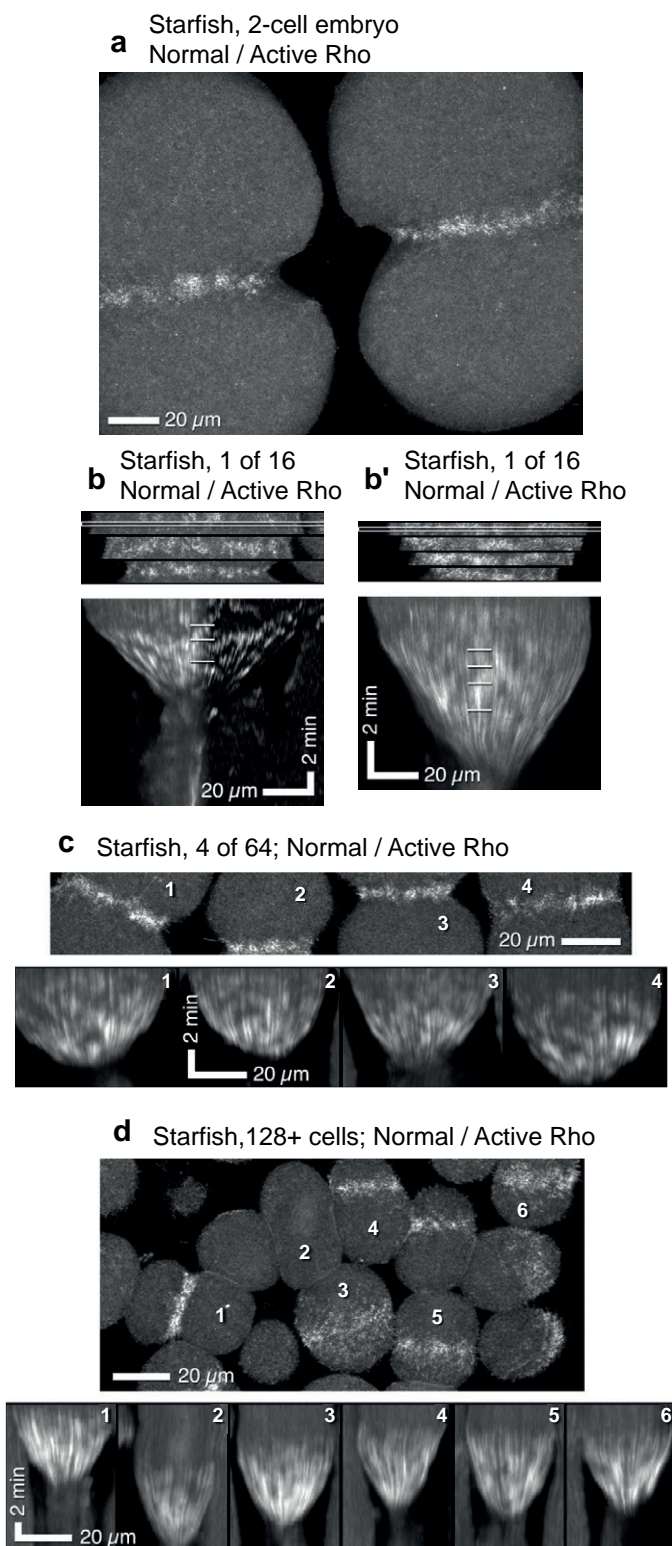 a
Starfish, 2-cell embryo
Normal / Active Rho
20 µm
b
Starfish, 1 of 16
Normal / Active Rho
b'
Starfish, 1 of 16
Normal / Active Rho
20 µm
2 min
2 min
20 µm
c Starfish, 4 of 64; Normal / Active Rho
1
2
3
4
20 µm
1
2
3
4
2 min
20 µm
d Starfish,128+ cells; Normal / Active Rho
1
2
3
4
5
6
20 µm
1
2
3
4
5
6
2 min
20 µm